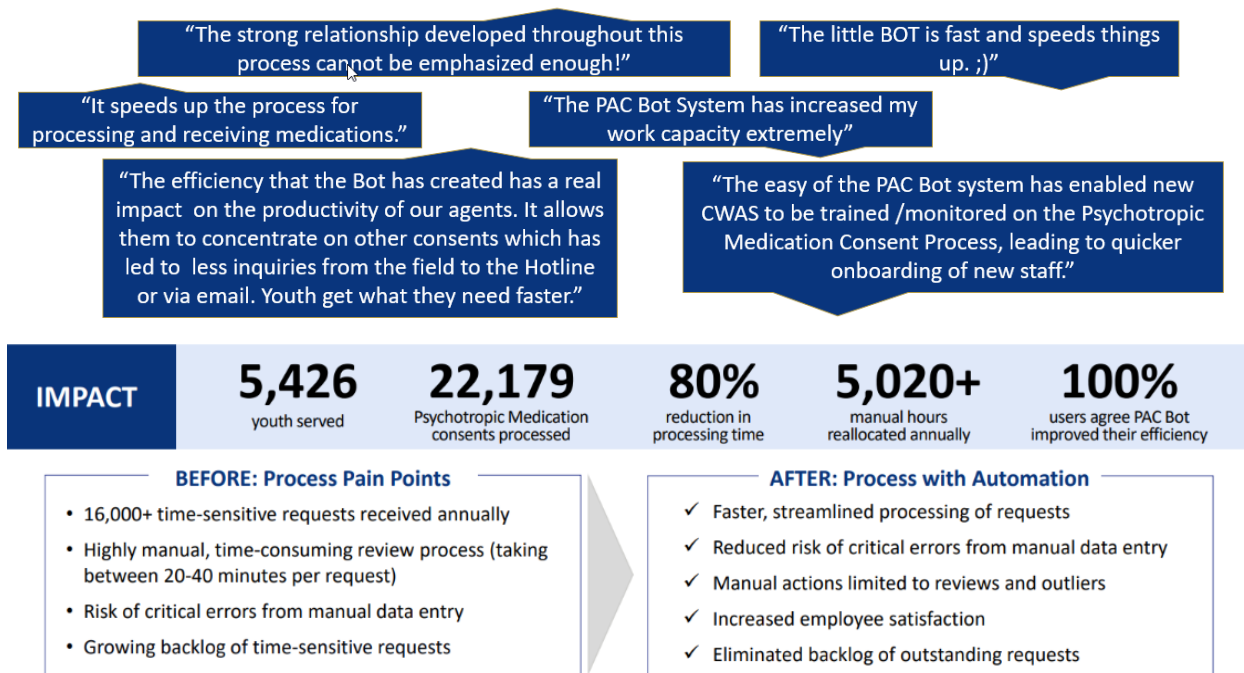 “The strong relationship developed throughout this
process cannot be emphasized enough!”
“The little BOT is fast and speeds things
up. ;)”
“It speeds up the process for
processing and receiving medications.”
“The PAC Bot System has increased my
work capacity extremely”
“The efficiency that the Bot has created has a real
impact on the productivity of our agents. It allows
them to concentrate on other consents which has
led to less inquiries from the field to the Hotline
or via email. Youth get what they need faster.”
“The easy of the PAC Bot system has enabled new
CWAS to be trained /monitored on the Psychotropic
Medication Consent Process, leading to quicker
onboarding of new staff.”
IMPACT
5,426
youth served
22,179
Psychotropic Medication
consents processed
80%
reduction in
processing time
5,020+
manual hours
reallocated annually
100%
users agree PAC Bot
improved their efficiency
BEFORE: Process Pain Points
• 16,000+ time-sensitive requests received annually
• Highly manual, time-consuming review process (taking
between 20-40 minutes per request)
• Risk of critical errors from manual data entry
• Growing backlog of time-sensitive requests
AFTER: Process with Automation
✓ Faster, streamlined processing of requests
✓ Reduced risk of critical errors from manual data entry
✓ Manual actions limited to reviews and outliers
✓ Increased employee satisfaction
✓ Eliminated backlog of outstanding requests